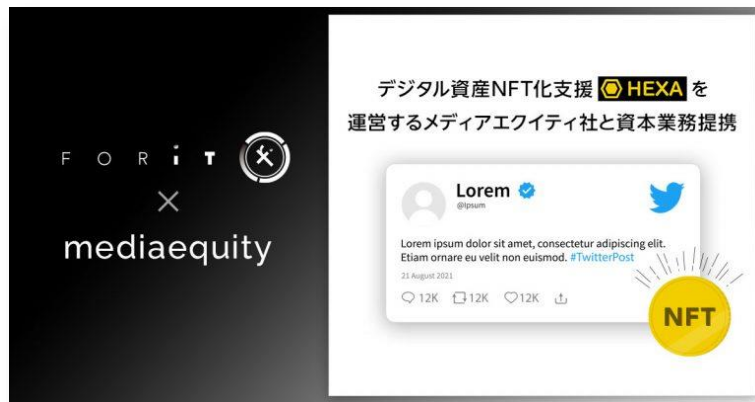 FORiT
×
mediaequity
デジタル資産NFT化支援 HEXA を
運営するメディアエクイティ社と資本業務提携
Lorem
@Ipsum
Lorem ipsum dolor sit amet, consectetur adipiscing elit.
Etiam ornare eu velit non euismod. #TwitterPost
21 August 2021
12K 12K 12K
NFT